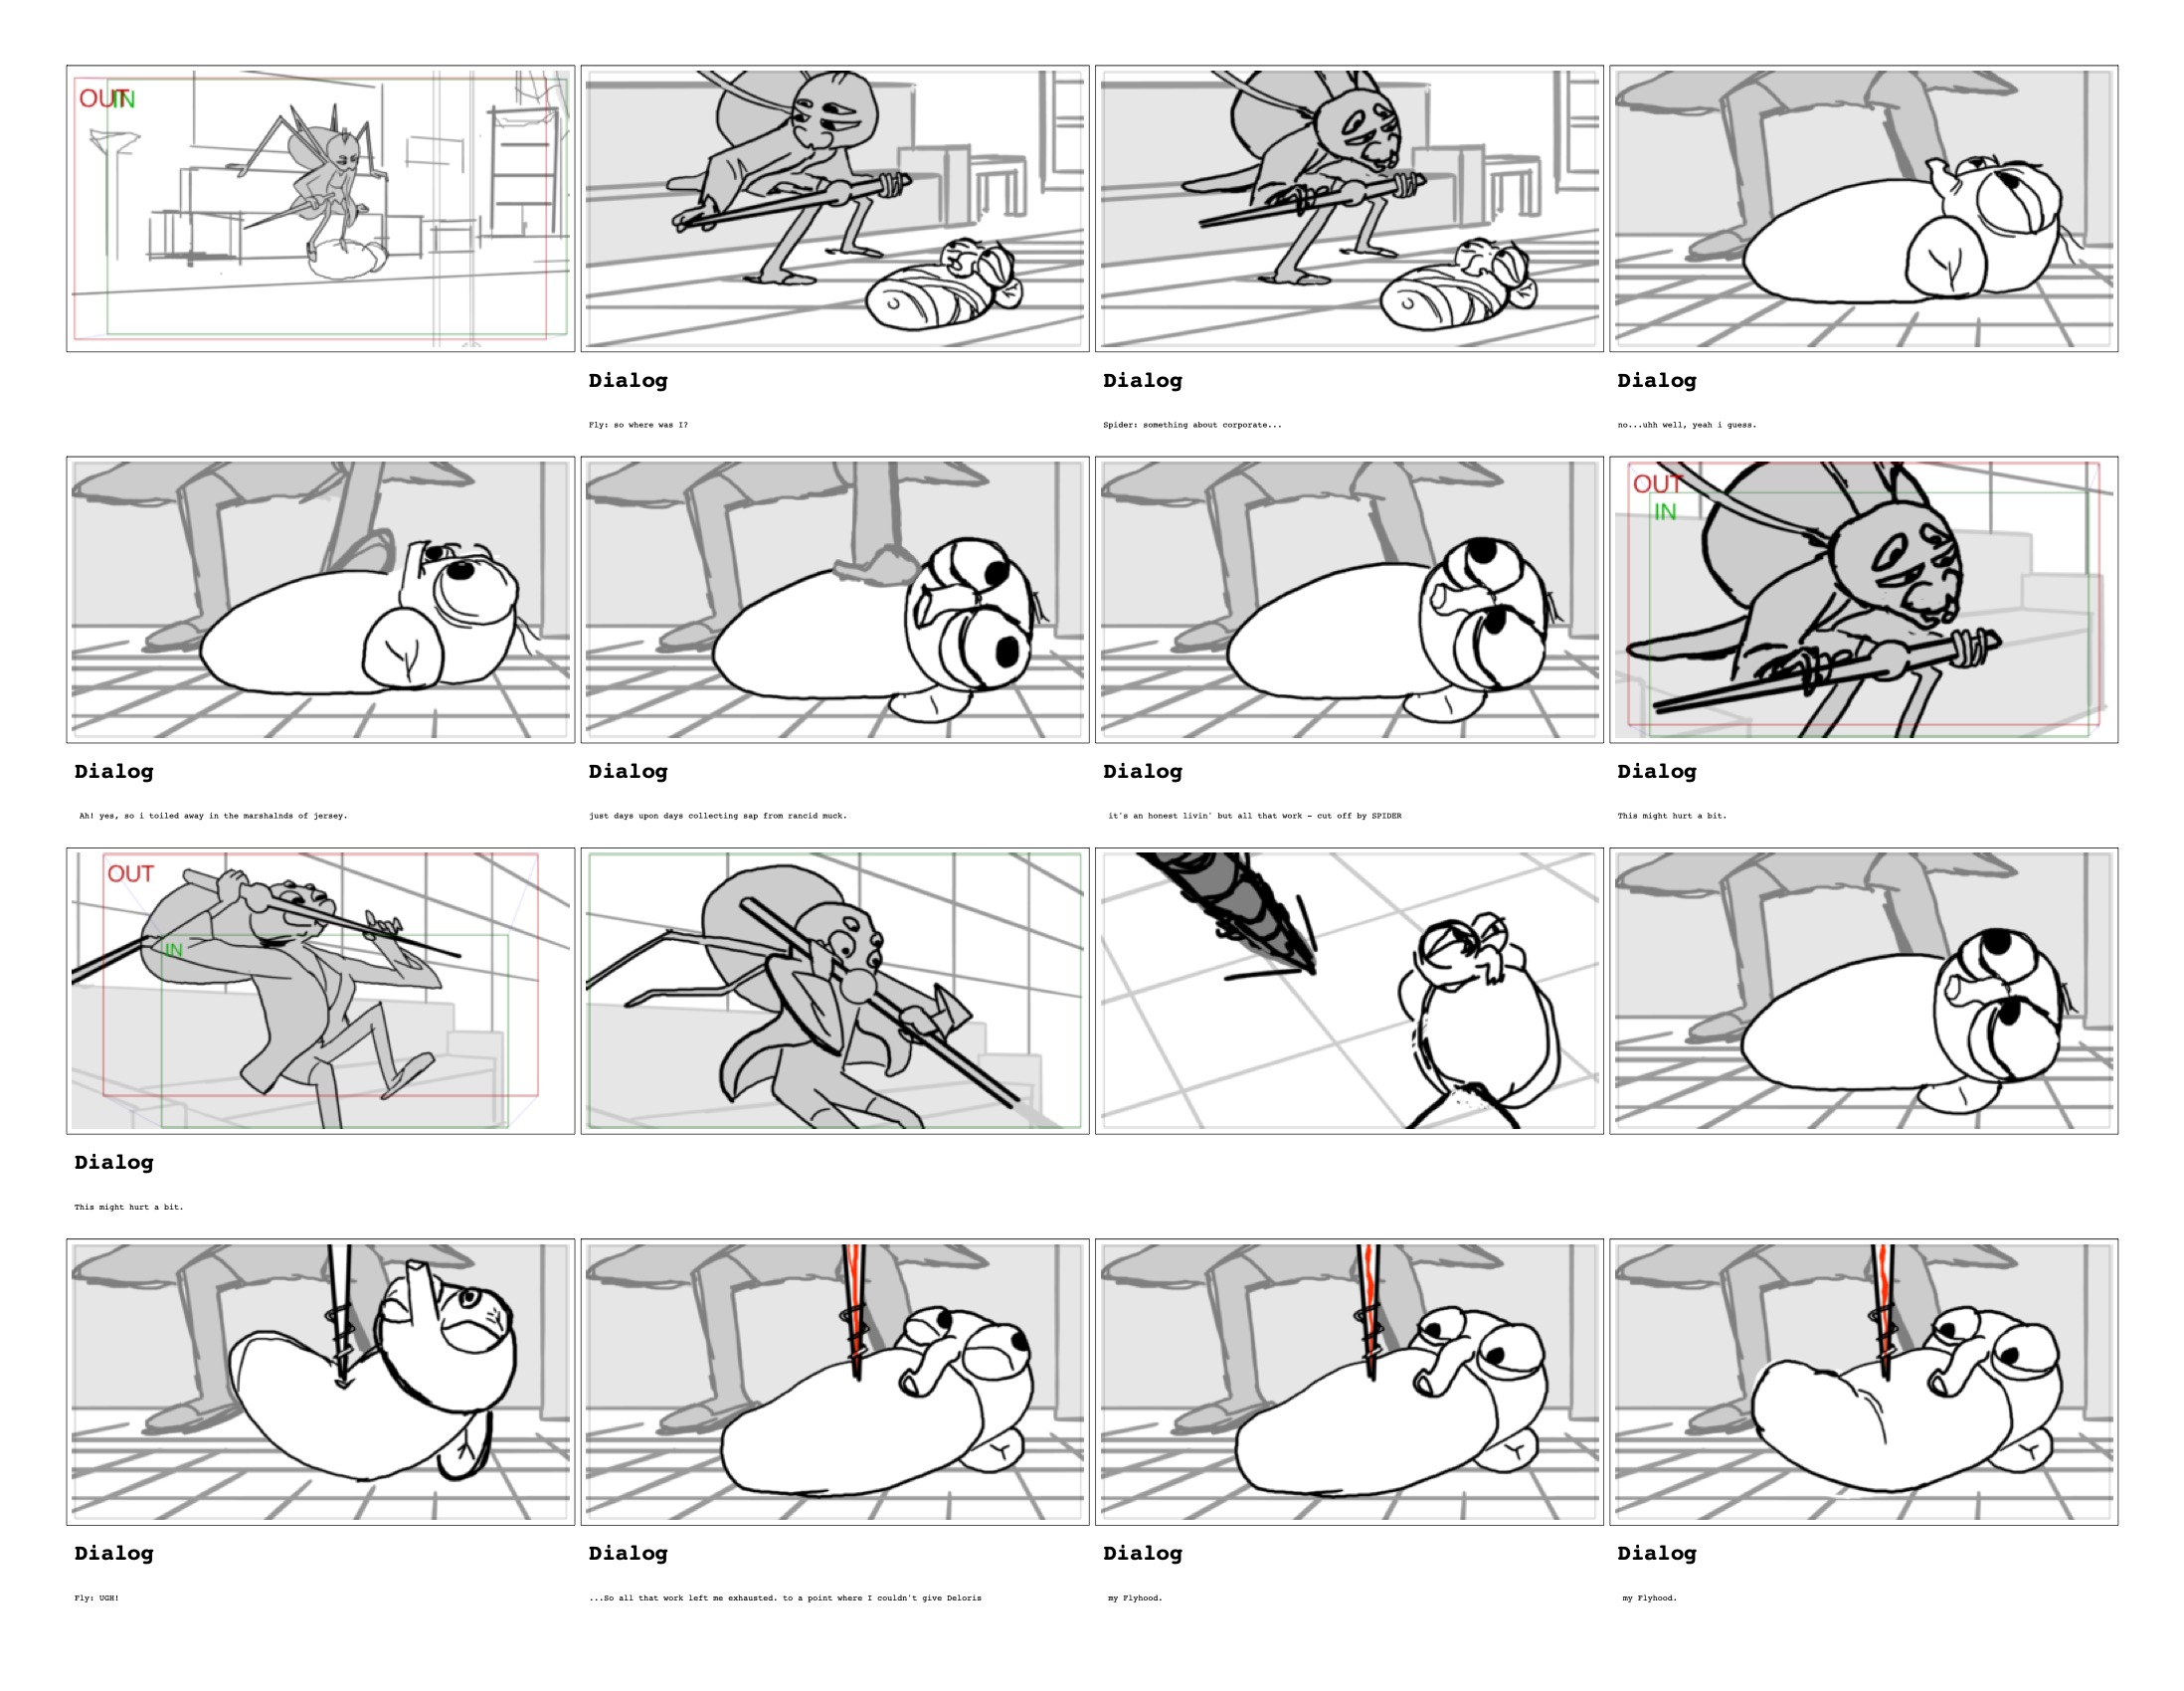 OUT
IN
Dialog
Fly: so where was I?
Dialog
Spider: something about corporate...
Dialog
no...uhh well, yeah i guess.
Dialog
Ah! yes, so i toiled away in the marshalnds of jersey.
Dialog
just days upon days collecting sap from rancid muck.
Dialog
it's an honest livin' but all that work - cut off by SPIDER
OUT
IN
Dialog
This might hurt a bit.
OUT
IN
Dialog
This might hurt a bit.
Dialog
Fly: UGH!
Dialog
...So all that work left me exhausted. to a point where I couldn't give Deloris
Dialog
my Flyhood.
Dialog
my Flyhood.